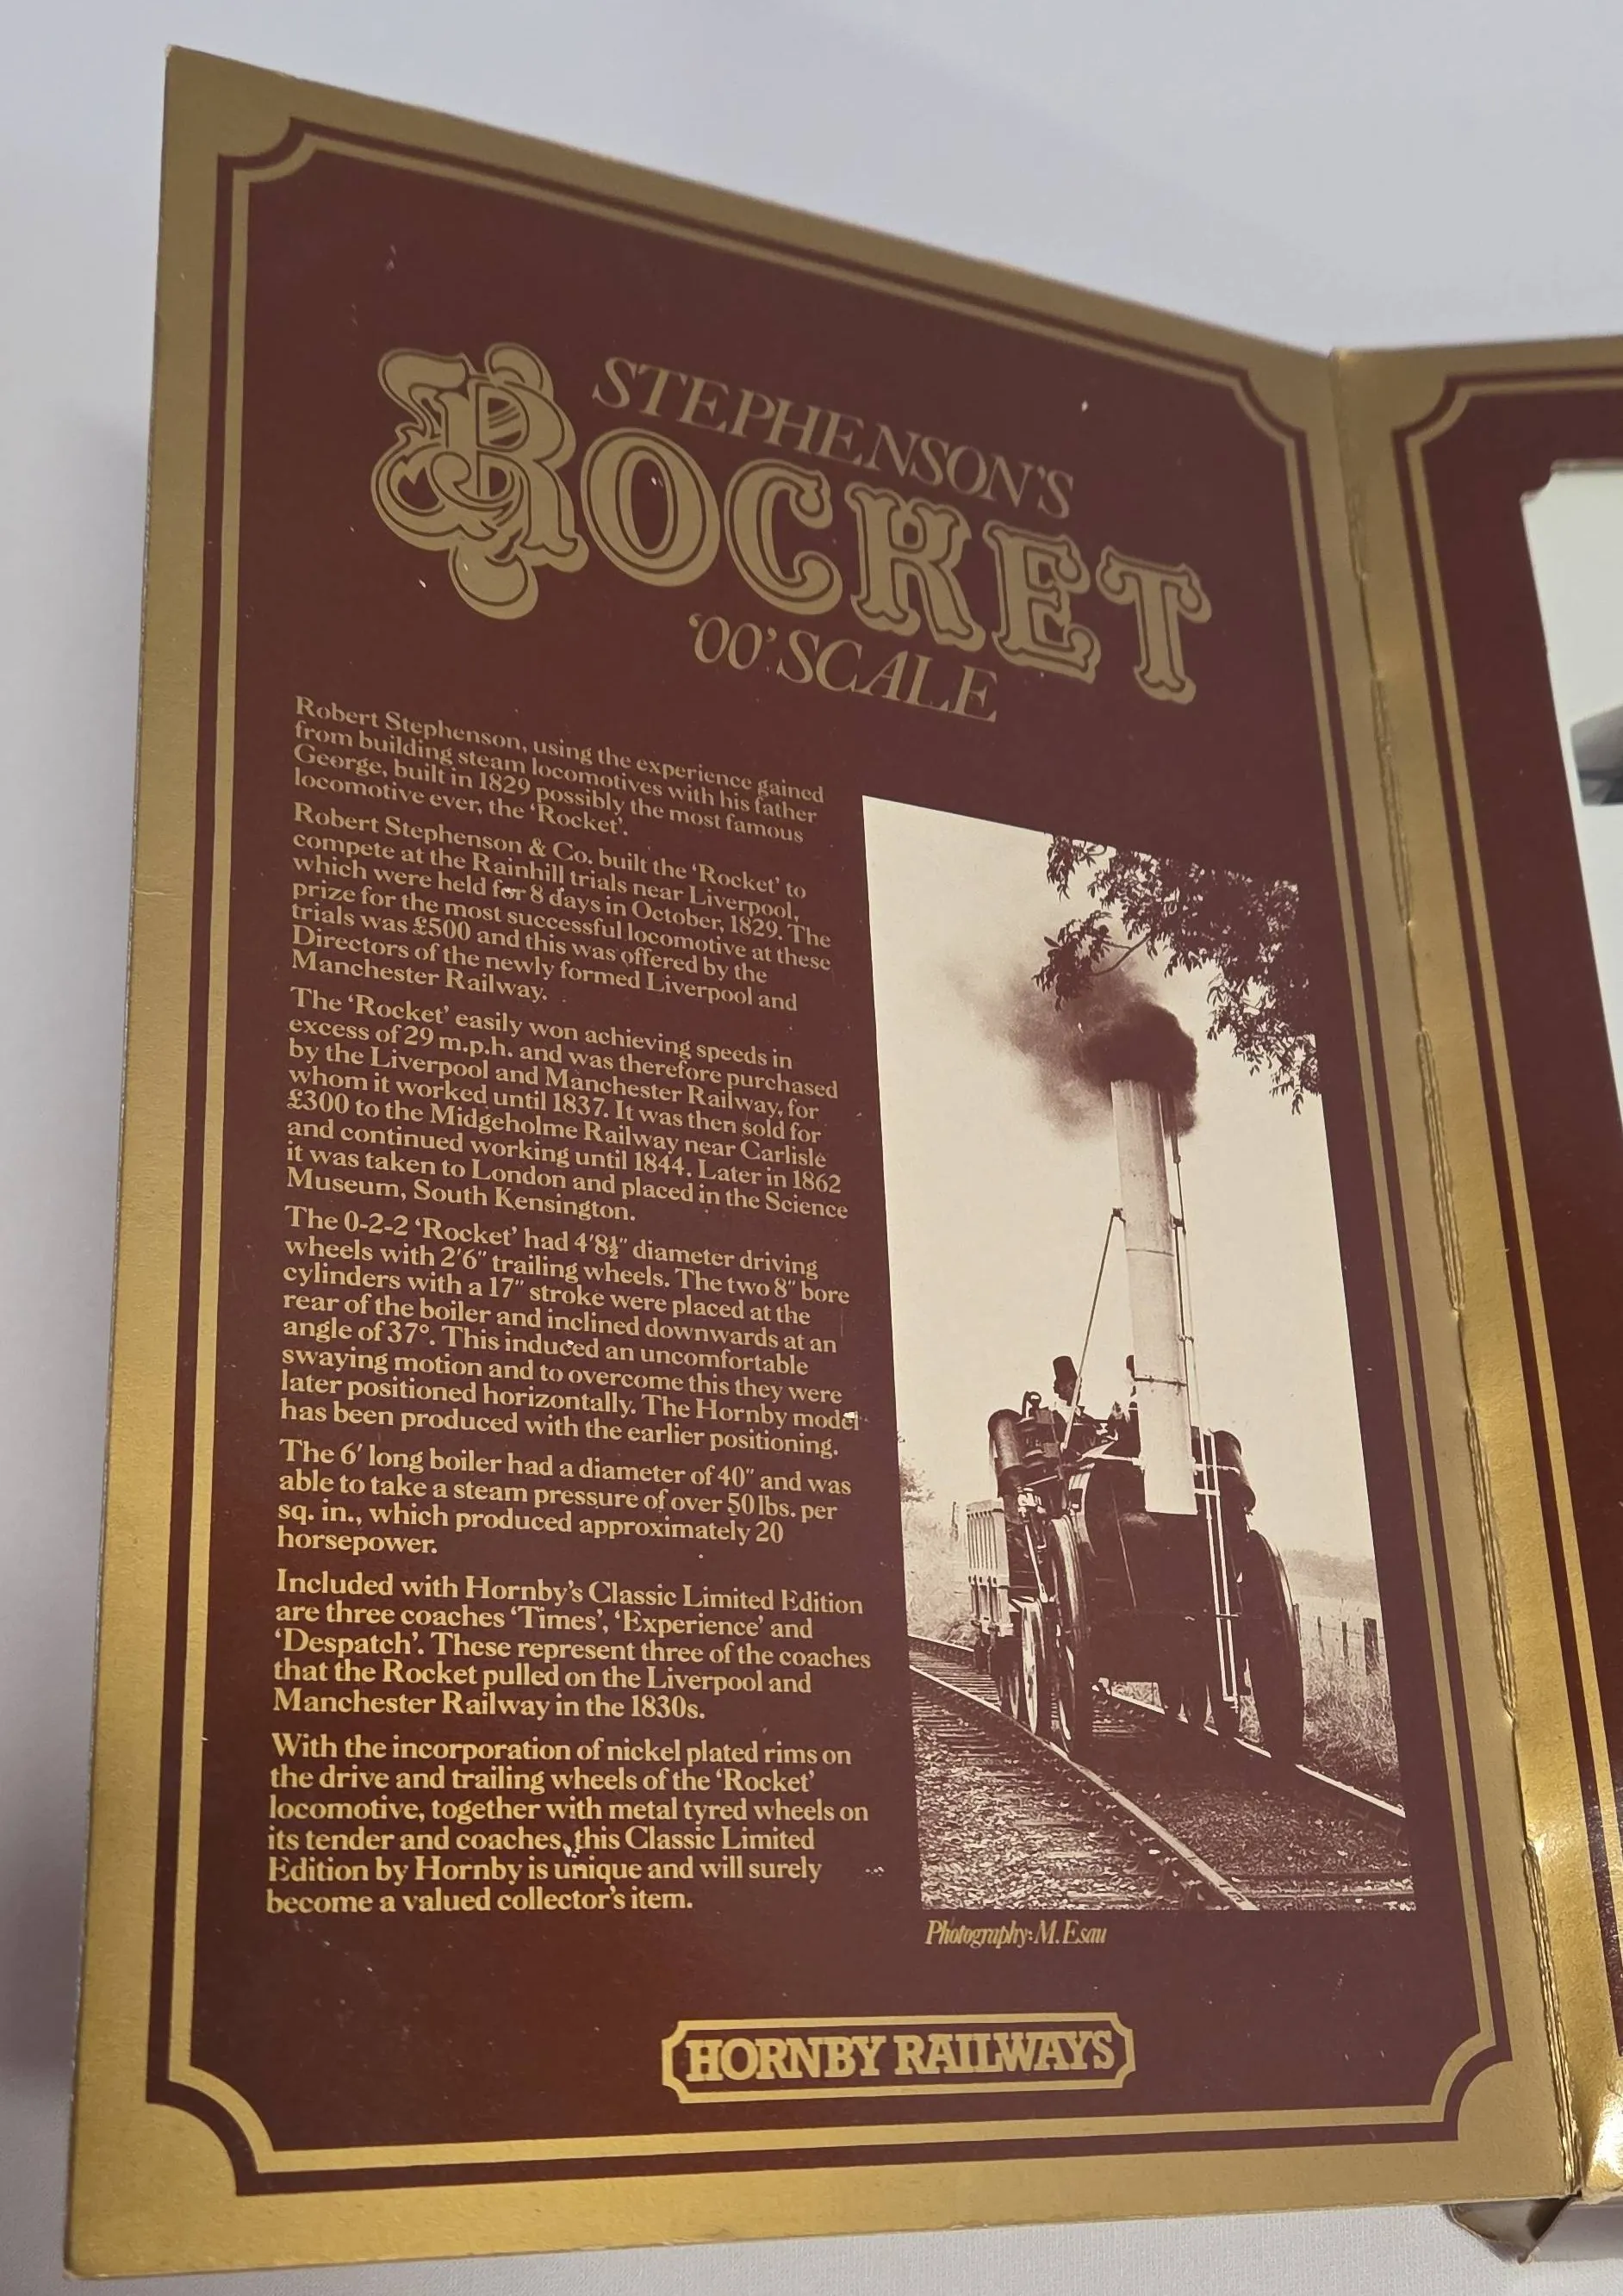 STEPHENSON'S
ROCKET
'OO' SCALE
Robert Stephenson, using the experience gained
from building steam locomotives with his father
George, built in 1829 possibly the most famous
locomotive ever, the 'Rocket'.
Robert Stephenson & Co. built the 'Rocket' to
compete at the Rainhill trials near Liverpool,
which were held for 8 days in October, 1829. The
prize for the most successful locomotive at these
trials was £500 and this was offered by the
Directors of the newly formed Liverpool and
Manchester Railway.
The 'Rocket' easily won achieving speeds in
excess of 29 m.p.h. and was therefore purchased
by the Liverpool and Manchester Railway, for
whom it worked until 1837. It was then sold for
£300 to the Midgeholme Railway near Carlisle
and continued working until 1844. Later in 1862
it was taken to London and placed in the Science
Museum, South Kensington.
The 0-2-2 'Rocket' had 4'8½" diameter driving
wheels with 2'6" trailing wheels. The two 8" bore
cylinders with a 17" stroke were placed at the
rear of the boiler and inclined downwards at an
angle of 37°. This induced an uncomfortable
swaying motion and to overcome this they were
later positioned horizontally. The Hornby model
has been produced with the earlier positioning.
The 6' long boiler had a diameter of 40" and was
able to take a steam pressure of over 50 lbs. per
sq. in., which produced approximately 20
horsepower.
Included with Hornby's Classic Limited Edition
are three coaches 'Times', 'Experience' and
'Despatch'. These represent three of the coaches
that the Rocket pulled on the Liverpool and
Manchester Railway in the 1830s.
With the incorporation of nickel plated rims on
the drive and trailing wheels of the 'Rocket'
locomotive, together with metal tyred wheels on
its tender and coaches, this Classic Limited
Edition by Hornby is unique and will surely
become a valued collector's item.
Photography: M. Esau
HORNBY RAILWAYS